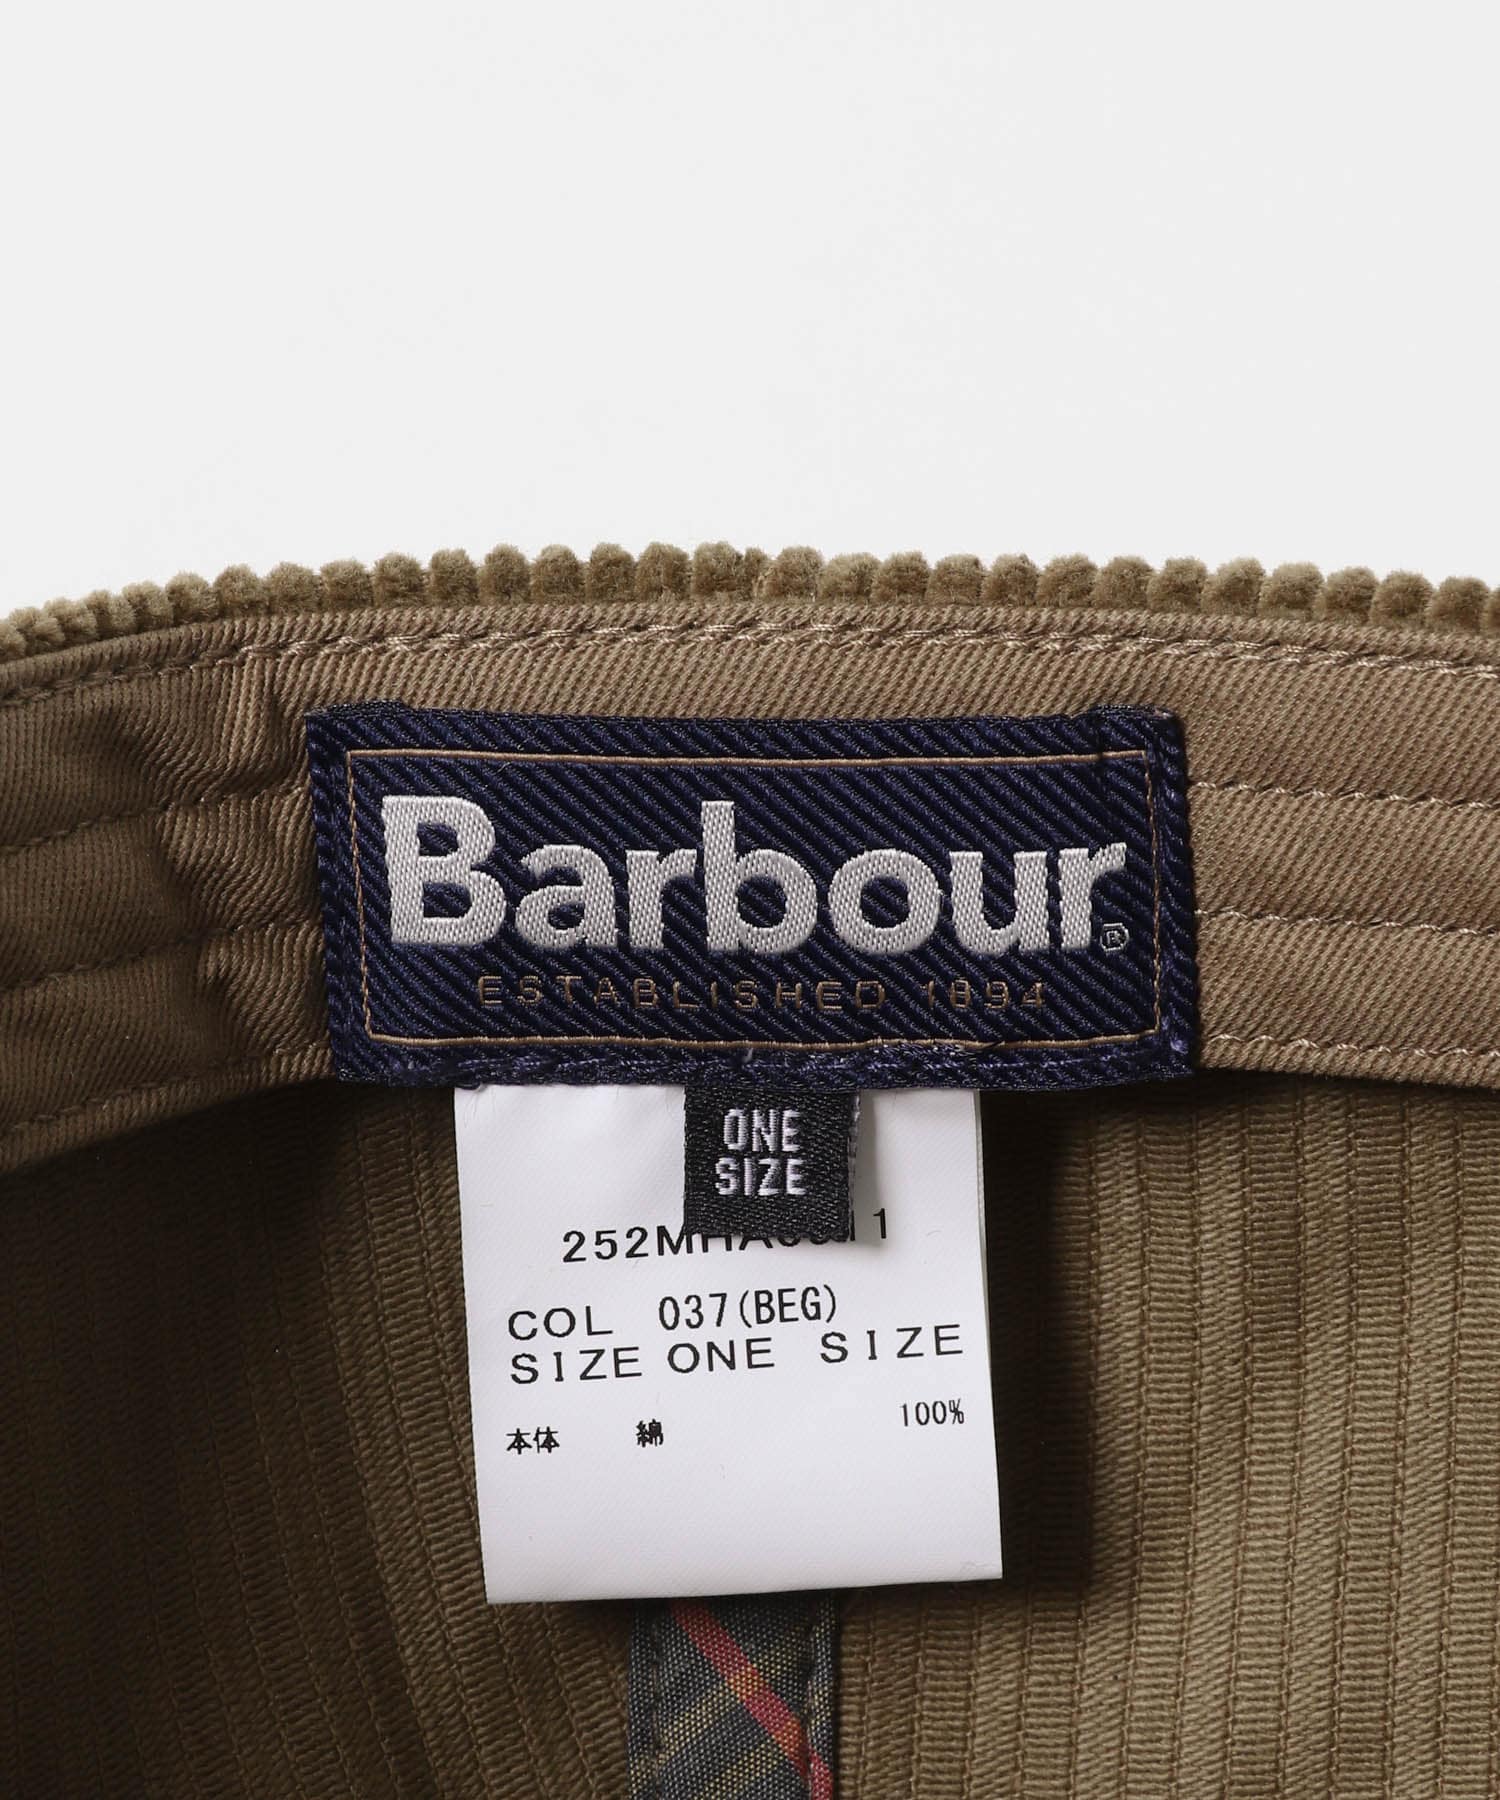 Barbour®
ESTABLISHED 1894
ONE
SIZE
COL 037(BEG)
SIZE ONE SIZE
本体 綿 100%